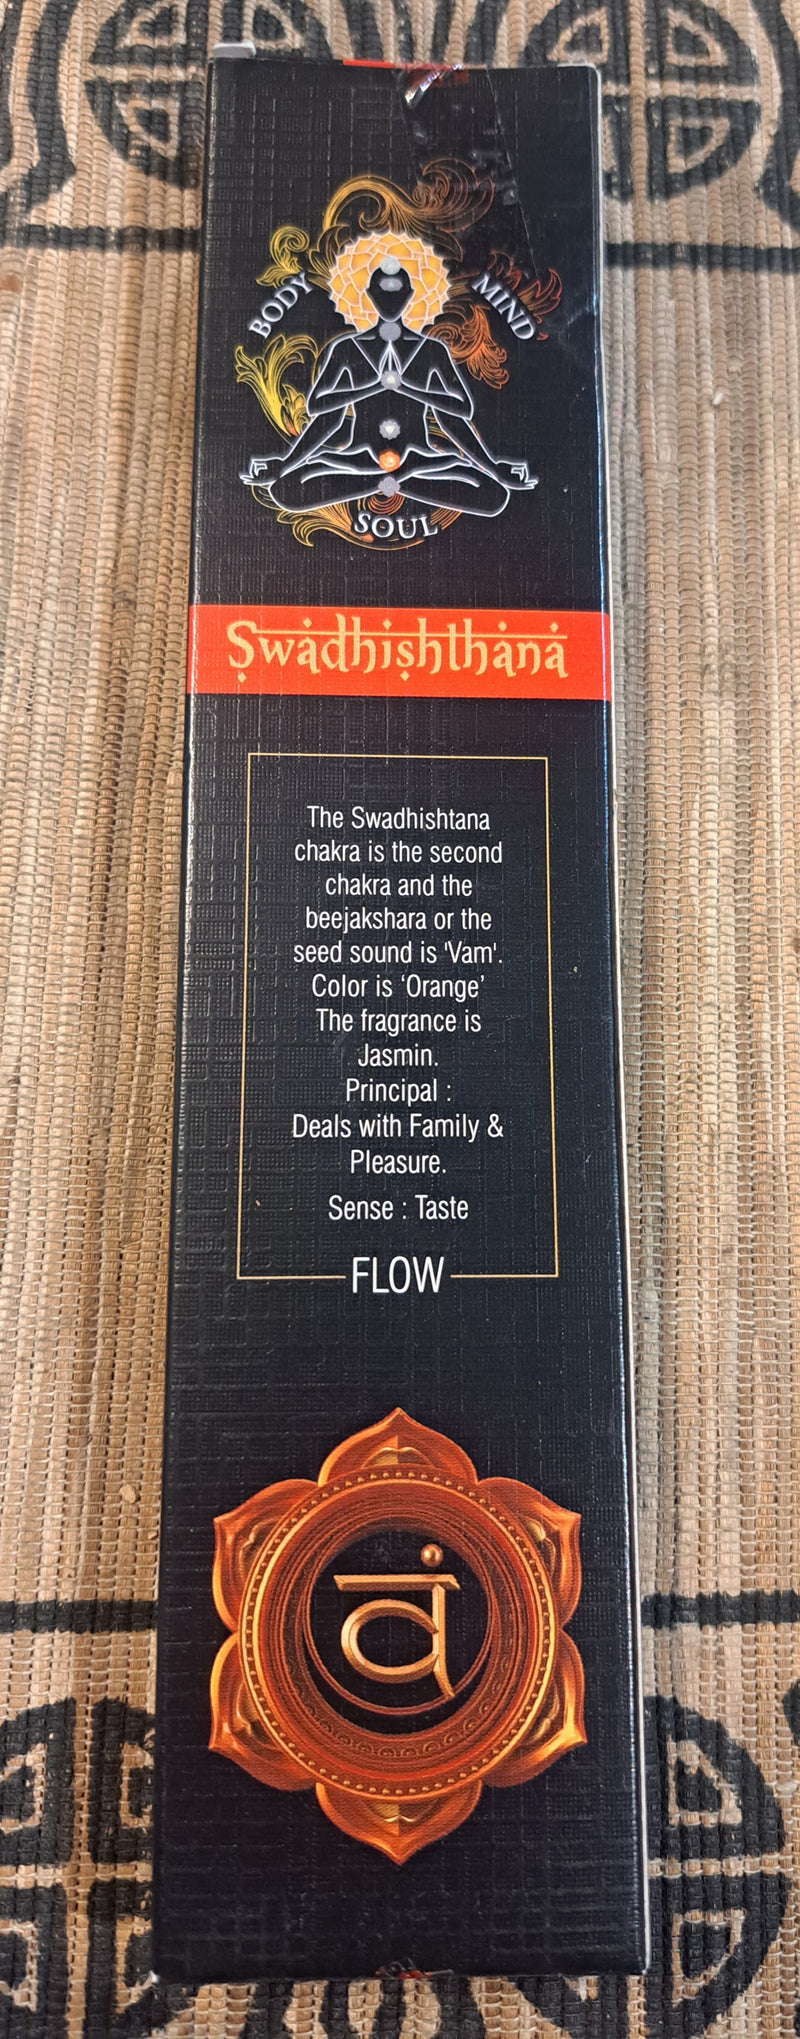 BODY
MIND
SOUL
Swadhishthana
The Swadhishtana
chakra is the second
chakra and the
beejakshara or the
seed sound is 'Vam'.
Color is ‘Orange’
The fragrance is
Jasmin.
Principal :
Deals with Family &
Pleasure.
Sense : Taste
FLOW
वं